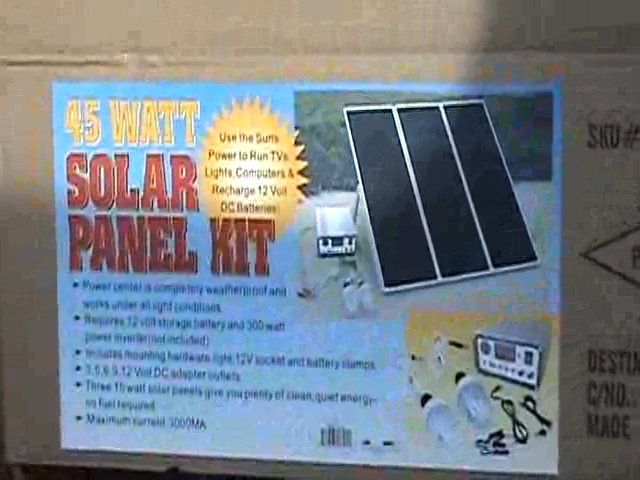 45 WATT
SOLAR
PANEL KIT
Use the Suns
Power to Run TVs
Lights, Computers &
Recharge 12 Volt
DC Batteries!
Power center is completely weatherproof and
works under all light conditions
Requires 12 volt storage battery and 300 watt
power inverter(not included)
Includes mounting hardware, light, 12V socket and battery clamps
3,5,6,9,12 Volt DC adapter outlets
Three 15 watt solar panels give you plenty of clean, quiet energy-
no fuel required
Maximum current 3000MA
SKU #
P
DESTIN
C/NO.:
MADE